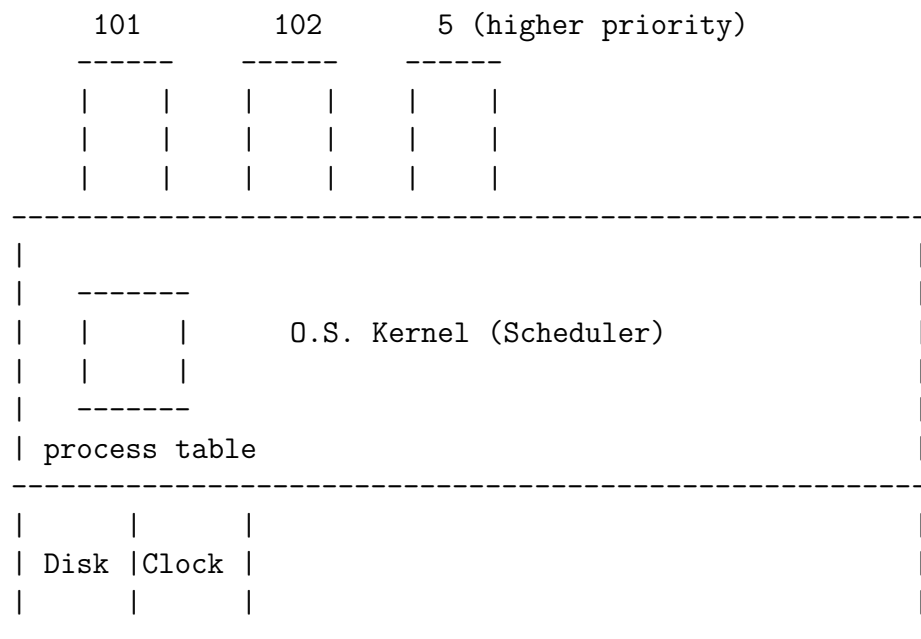 101 102 5 (higher priority)
O.S. Kernel (Scheduler)
process table
Disk Clock